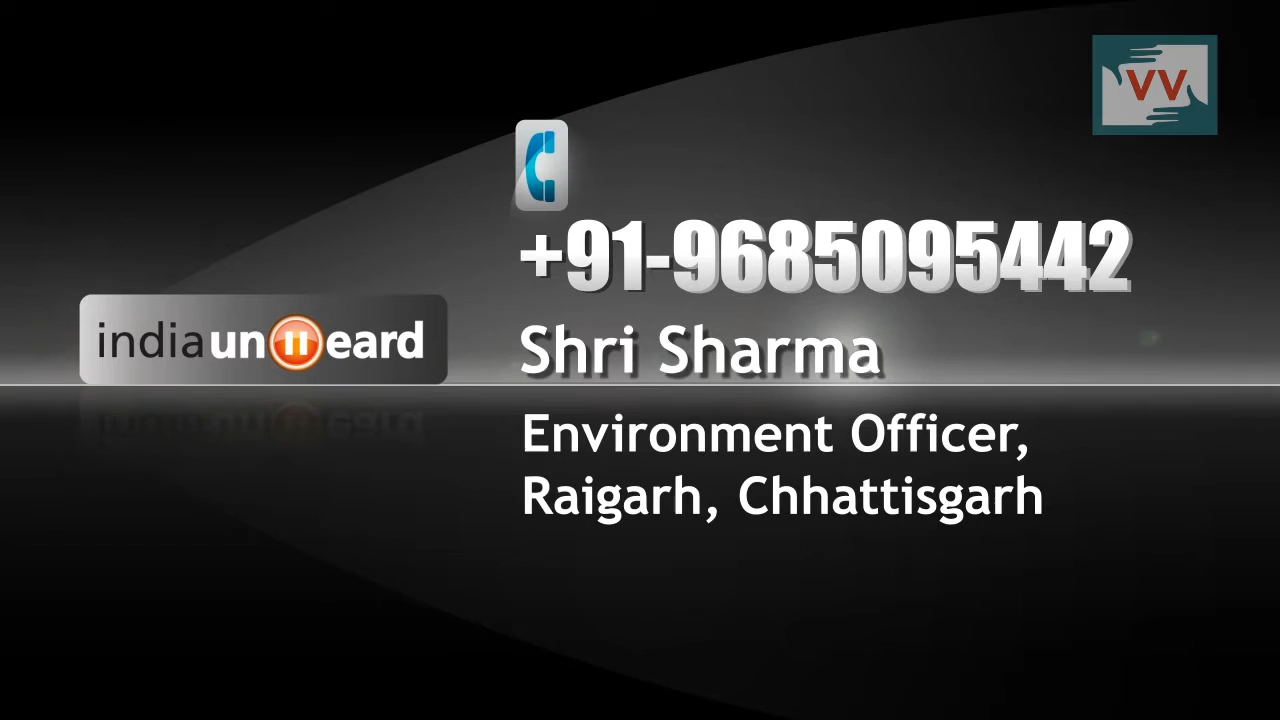 VV
+91-9685095442
indiaunheard
Shri Sharma
Environment Officer,
Raigarh, Chhattisgarh